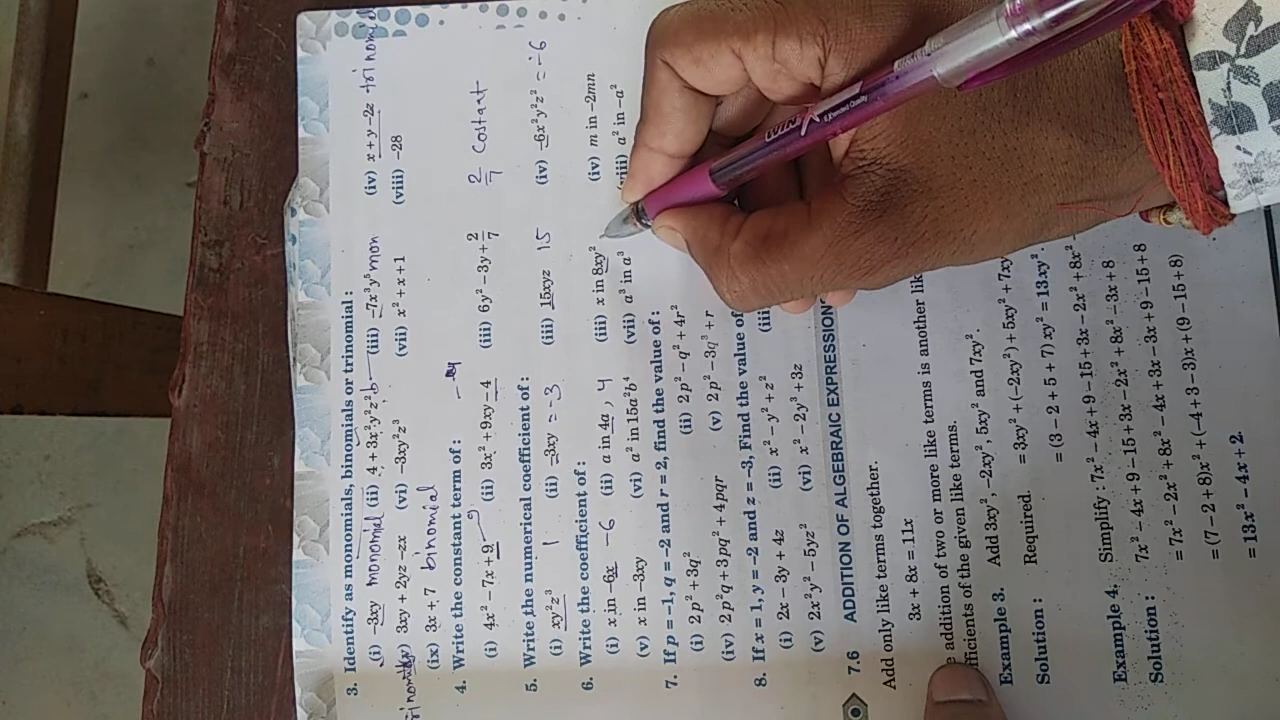 3. Identify as monomials, binomials or trinomial :
(i) −3xy monomial (ii) 4 + 3x²y²z² b (iii) −7x³y⁵ mon (iv) x + y − 2z trinomi
(v) 3xy + 2yz − zx (vi) −3xy²z³ (vii) x² + x + 1 (viii) −28
(ix) 3x + 7 binomial
4. Write the constant term of :
(i) 4x² − 7x + 9 9 (ii) 3x² + 9xy − 4 −4 (iii) 6y² − 3y + 2/7 2/7 Costaat
5. Write the numerical coefficient of :
(i) xy²z³ 1 (ii) −3xy = −3 (iii) 15xyz 15 (iv) −6x²y²z² = −6
6. Write the coefficient of :
(i) x in −6x −6 (ii) a in 4a, 4 (iii) x in 8xy² (iv) m in −2mn
(v) x in −3xy (vi) a² in 15a²b⁴ (vii) a³ in a³ (viii) a² in −a²
7. If p = −1, q = −2 and r = 2, find the value of :
(i) 2p² + 3q² (ii) 2p² − q² + 4r²
(iv) 2p²q + 3pq² + 4pqr (v) 2p² − 3q³ + r
8. If x = 1, y = −2 and z = −3, Find the value of
(i) 2x − 3y + 4z (ii) x² − y² + z² (iii
(v) 2x²y² − 5yz² (vi) x² − 2y³ + 3z
7.6 ADDITION OF ALGEBRAIC EXPRESSION
Add only like terms together.
3x + 8x = 11x
e addition of two or more like terms is another lik
fficients of the given like terms.
Example 3. Add 3xy², −2xy², 5xy² and 7xy².
Solution : Required = 3xy² + (−2xy²) + 5xy² + 7xy
= (3 − 2 + 5 + 7) xy² = 13xy².
Example 4. Simplify : 7x² − 4x + 9 − 15 + 3x − 2x² + 8x² − 3x + 8
Solution : 7x² − 4x + 9 − 15 + 3x − 2x² + 8x² − 3x + 8
= 7x² − 2x² + 8x² − 4x + 3x − 3x + 9 − 15 + 8
= (7 − 2 + 8)x² + (−4 + 3 − 3)x + (9 − 15 + 8)
= 13x² − 4x + 2.
WIN